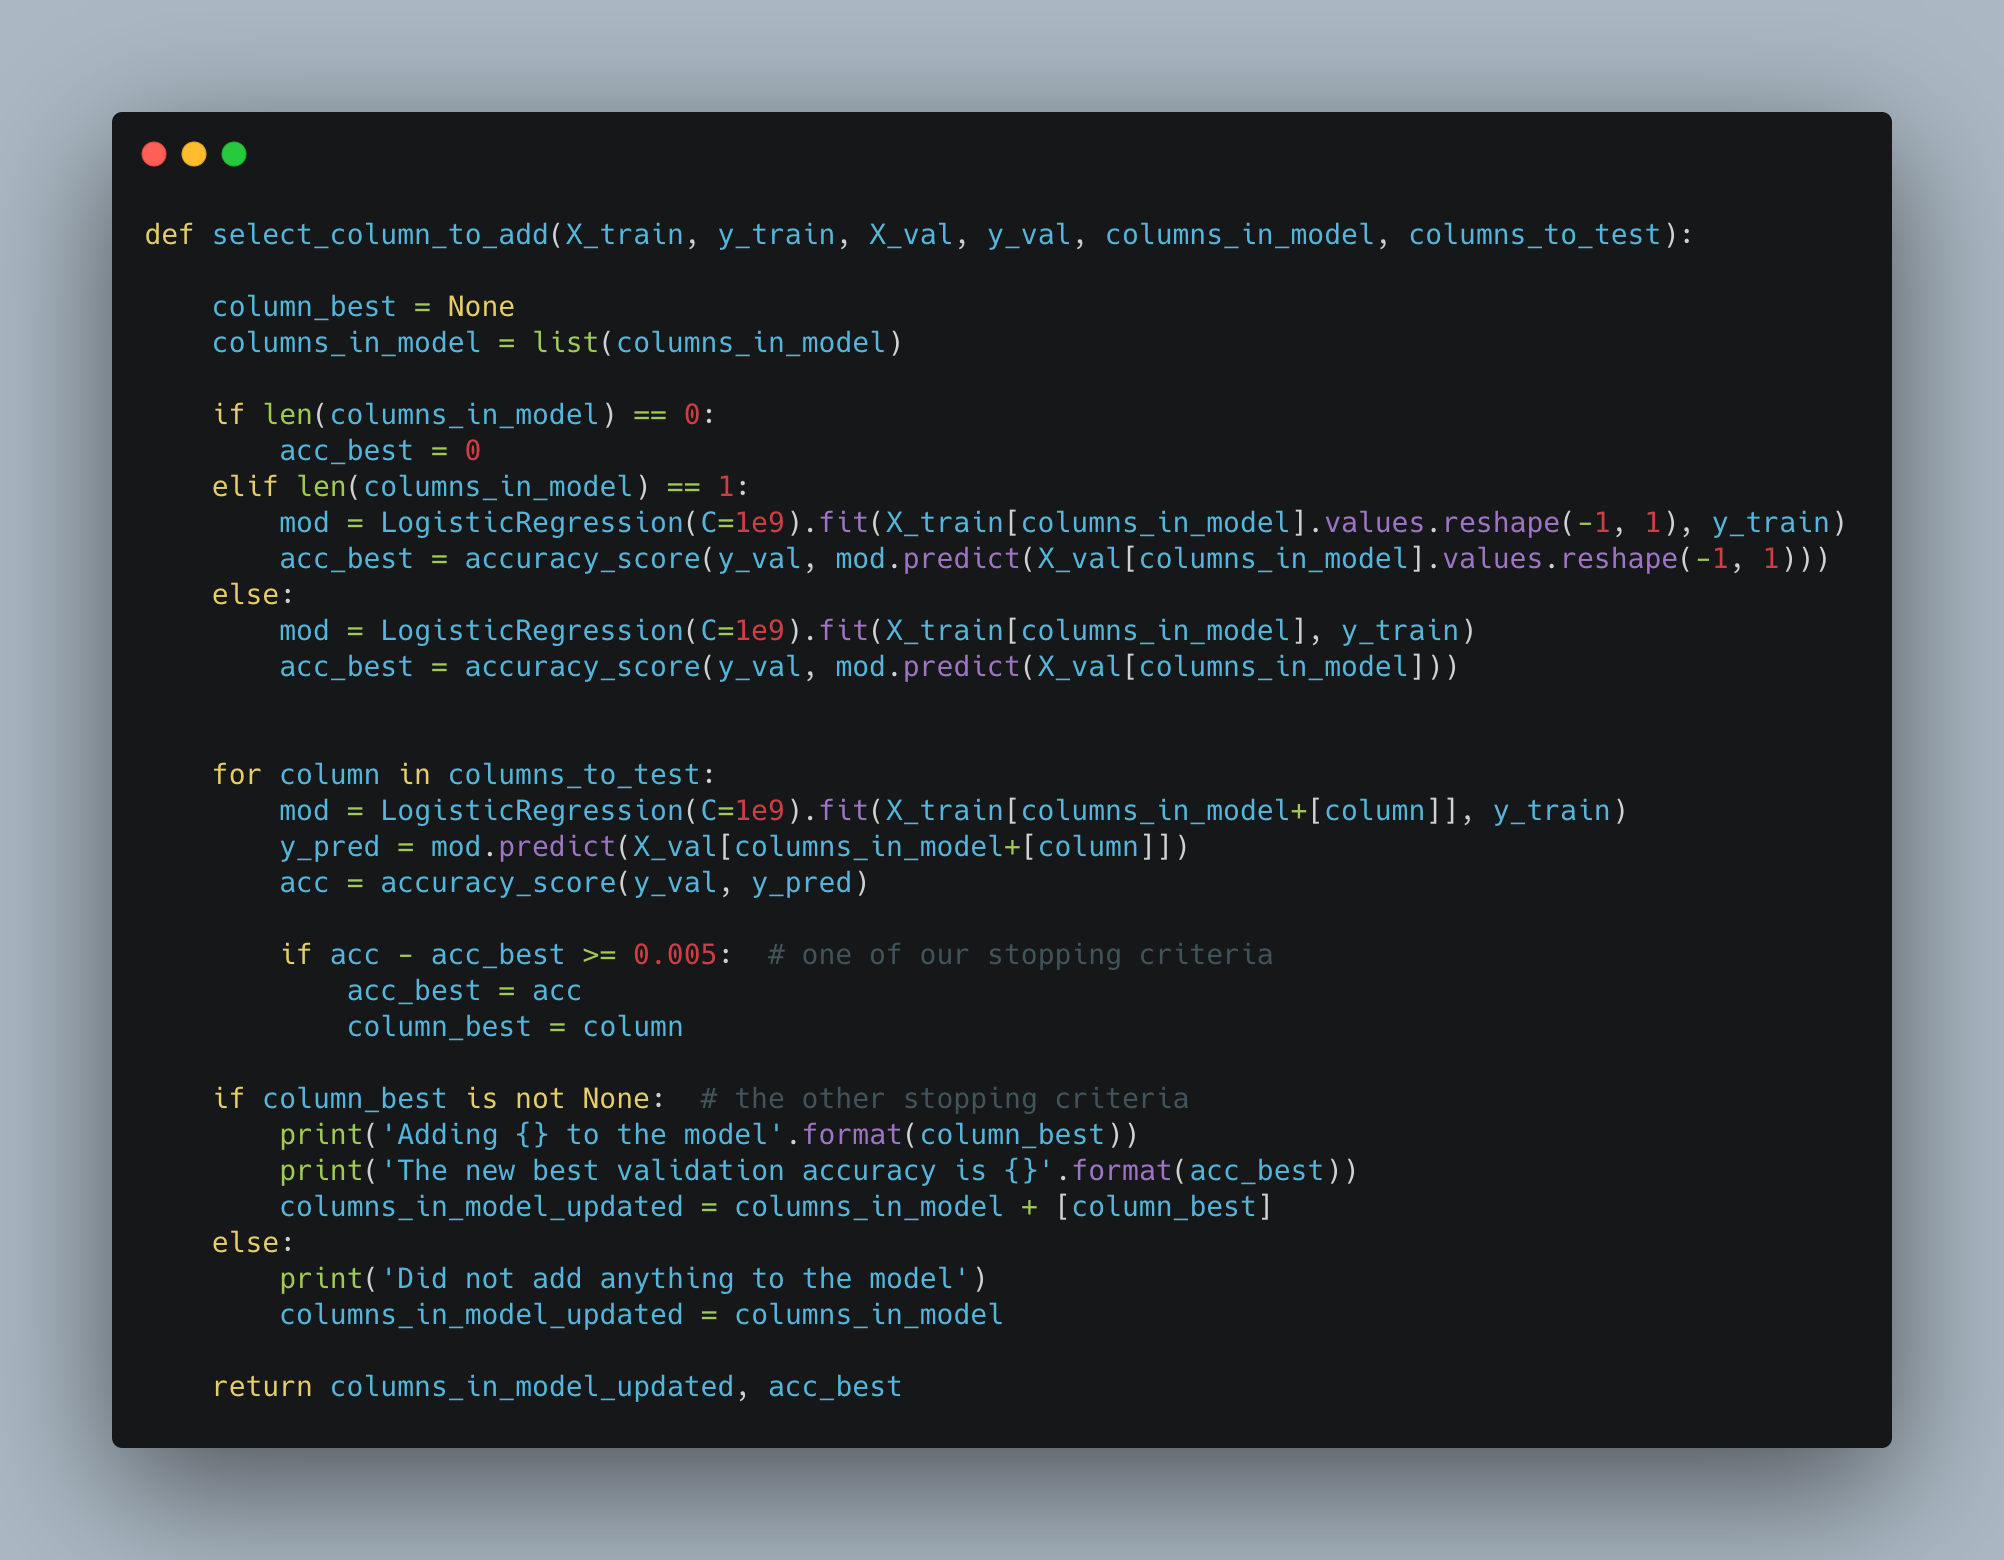 def select_column_to_add(X_train, y_train, X_val, y_val, columns_in_model, columns_to_test):

    column_best = None
    columns_in_model = list(columns_in_model)

    if len(columns_in_model) == 0:
        acc_best = 0
    elif len(columns_in_model) == 1:
        mod = LogisticRegression(C=1e9).fit(X_train[columns_in_model].values.reshape(-1, 1), y_train)
        acc_best = accuracy_score(y_val, mod.predict(X_val[columns_in_model].values.reshape(-1, 1)))
    else:
        mod = LogisticRegression(C=1e9).fit(X_train[columns_in_model], y_train)
        acc_best = accuracy_score(y_val, mod.predict(X_val[columns_in_model]))


    for column in columns_to_test:
        mod = LogisticRegression(C=1e9).fit(X_train[columns_in_model+[column]], y_train)
        y_pred = mod.predict(X_val[columns_in_model+[column]])
        acc = accuracy_score(y_val, y_pred)

        if acc - acc_best >= 0.005:  # one of our stopping criteria
            acc_best = acc
            column_best = column

    if column_best is not None:  # the other stopping criteria
        print('Adding {} to the model'.format(column_best))
        print('The new best validation accuracy is {}'.format(acc_best))
        columns_in_model_updated = columns_in_model + [column_best]
    else:
        print('Did not add anything to the model')
        columns_in_model_updated = columns_in_model

    return columns_in_model_updated, acc_best